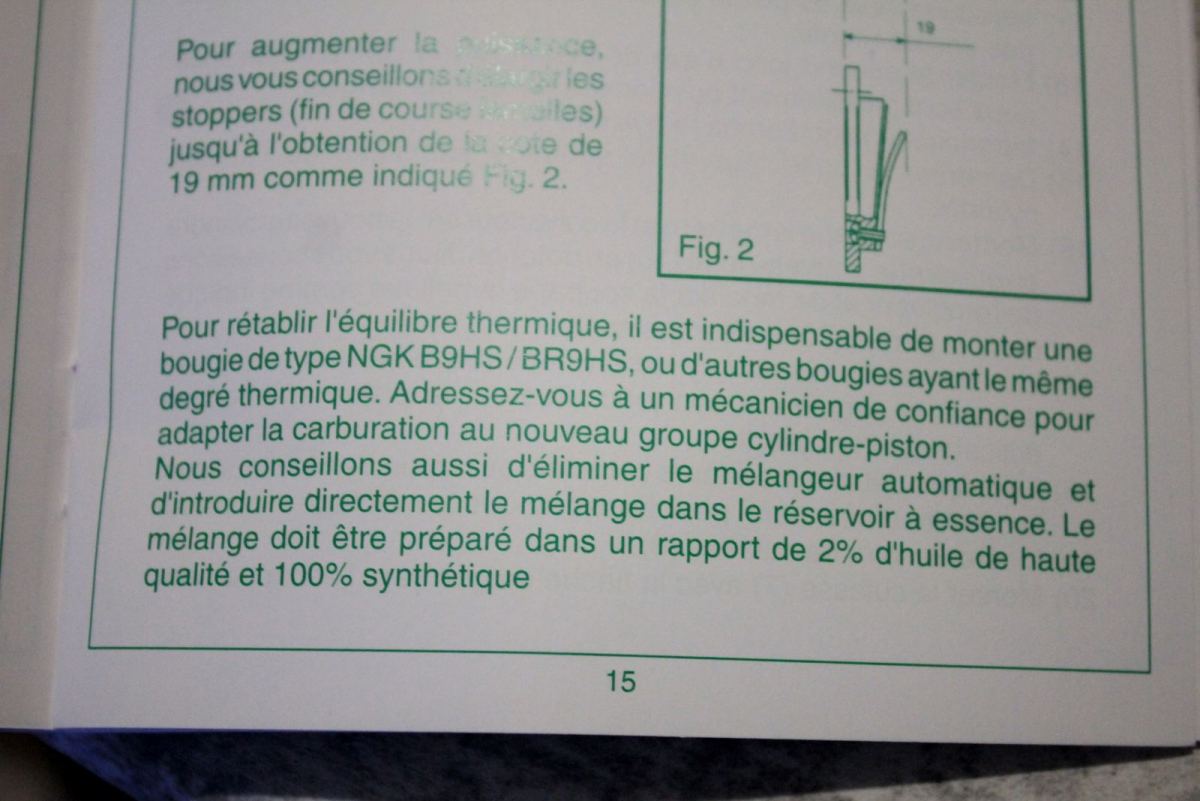 Pour augmenter la puissance,
nous vous conseillons d'élargir les
stoppers (fin de course lamelles)
jusqu'à l'obtention de la cote de
19 mm comme indiqué Fig. 2.
19
Fig. 2
Pour rétablir l'équilibre thermique, il est indispensable de monter une
bougie de type NGK B9HS/BR9HS, ou d'autres bougies ayant le même
degré thermique. Adressez-vous à un mécanicien de confiance pour
adapter la carburation au nouveau groupe cylindre-piston.
Nous conseillons aussi d'éliminer le mélangeur automatique et
d'introduire directement le mélange dans le réservoir à essence. Le
mélange doit être préparé dans un rapport de 2% d'huile de haute
qualité et 100% synthétique
15